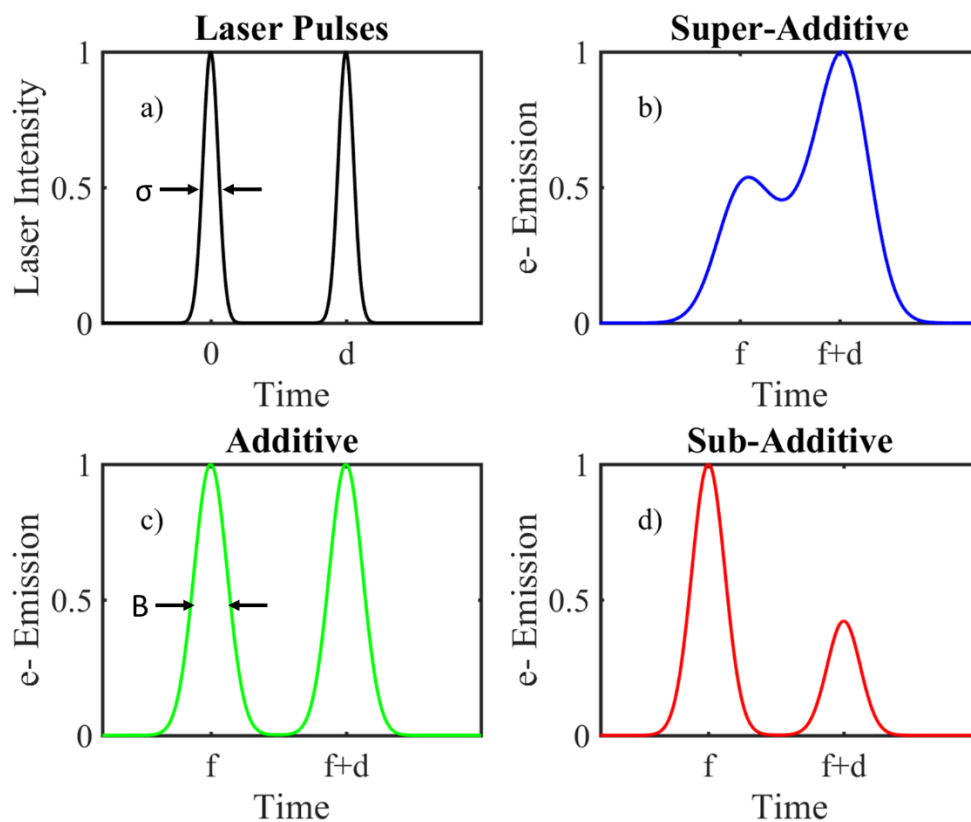 Laser Pulses
1
0.5
0
a)
σ
Laser Intensity
0
d
Time
Super-Additive
1
0.5
0
b)
e- Emission
f
f+d
Time
Additive
1
0.5
0
c)
B
e- Emission
f
f+d
Time
Sub-Additive
1
0.5
0
d)
e- Emission
f
f+d
Time